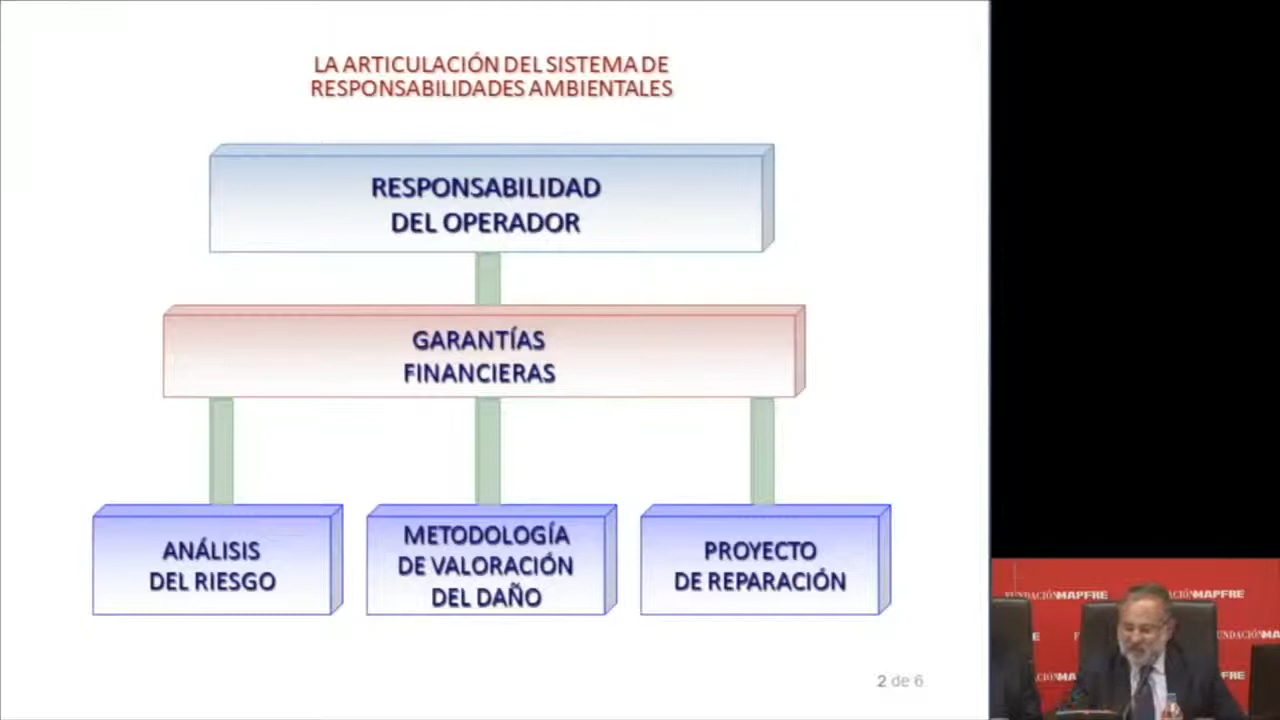 LA ARTICULACIÓN DEL SISTEMA DE
RESPONSABILIDADES AMBIENTALES
RESPONSABILIDAD
DEL OPERADOR
GARANTÍAS
FINANCIERAS
ANÁLISIS
DEL RIESGO
METODOLOGÍA
DE VALORACIÓN
DEL DAÑO
PROYECTO
DE REPARACIÓN
2 de 6
FUNDACIÓN MAPFRE
MAPFRE